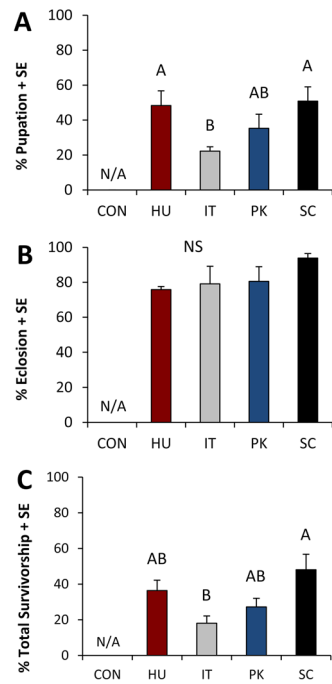 A
% Pupation + SE
100
80
60
40
20
0
N/A
A
B
AB
A
CON HU IT PK SC
B
% Eclosion + SE
100
80
60
40
20
0
NS
N/A
CON HU IT PK SC
C
% Total Survivorship + SE
100
80
60
40
20
0
N/A
AB
B
AB
A
CON HU IT PK SC